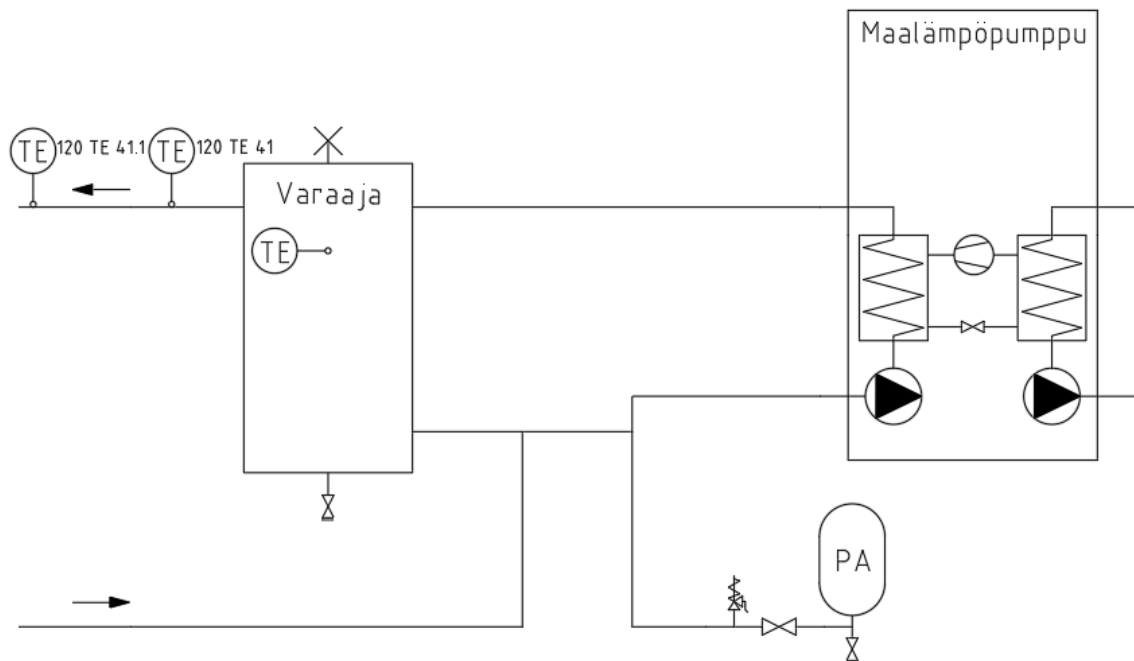 Maalämpöpumppu
TE 120 TE 41.1 TE 120 TE 41
Varaaja
TE
PA